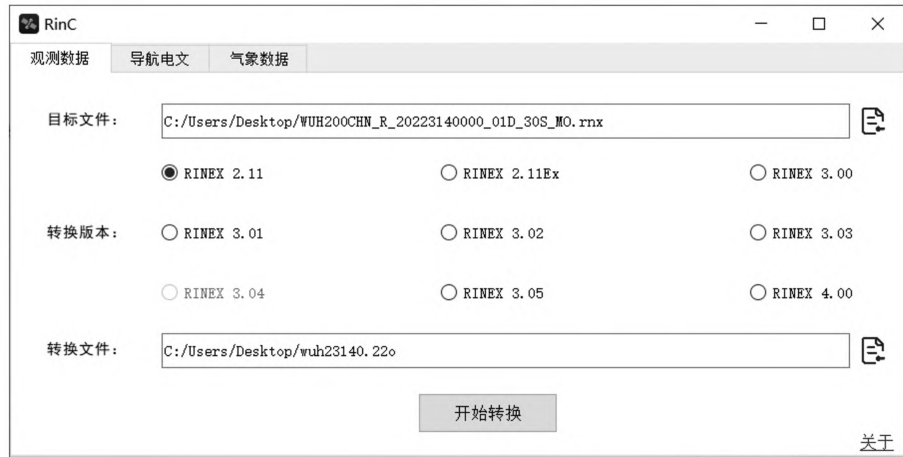 RinC
观测数据 导航电文 气象数据
目标文件： C:/Users/Desktop/WUH200CHN_R_20223140000_01D_30S_MO.rnx
RINEX 2.11 RINEX 2.11Ex RINEX 3.00
转换版本： RINEX 3.01 RINEX 3.02 RINEX 3.03
RINEX 3.04 RINEX 3.05 RINEX 4.00
转换文件： C:/Users/Desktop/wuh23140.22o
开始转换
关于